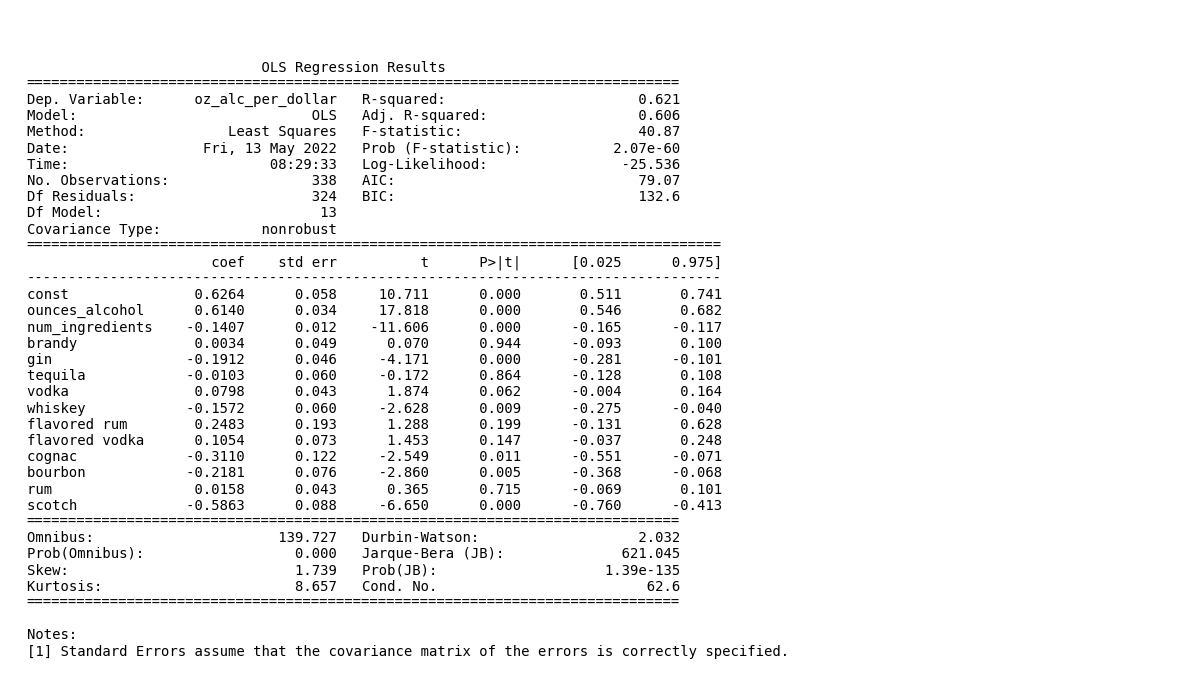 OLS Regression Results
==============================================================================
Dep. Variable:      oz_alc_per_dollar   R-squared:                       0.621
Model:                            OLS   Adj. R-squared:                  0.606
Method:                 Least Squares   F-statistic:                     40.87
Date:                Fri, 13 May 2022   Prob (F-statistic):           2.07e-60
Time:                        08:29:33   Log-Likelihood:                -25.536
No. Observations:                 338   AIC:                             79.07
Df Residuals:                     324   BIC:                             132.6
Df Model:                          13
Covariance Type:            nonrobust
===================================================================================
                      coef    std err          t      P>|t|      [0.025      0.975]
-----------------------------------------------------------------------------------
const               0.6264      0.058     10.711      0.000       0.511       0.741
ounces_alcohol      0.6140      0.034     17.818      0.000       0.546       0.682
num_ingredients    -0.1407      0.012    -11.606      0.000      -0.165      -0.117
brandy              0.0034      0.049      0.070      0.944      -0.093       0.100
gin                -0.1912      0.046     -4.171      0.000      -0.281      -0.101
tequila            -0.0103      0.060     -0.172      0.864      -0.128       0.108
vodka               0.0798      0.043      1.874      0.062      -0.004       0.164
whiskey            -0.1572      0.060     -2.628      0.009      -0.275      -0.040
flavored rum        0.2483      0.193      1.288      0.199      -0.131       0.628
flavored vodka      0.1054      0.073      1.453      0.147      -0.037       0.248
cognac             -0.3110      0.122     -2.549      0.011      -0.551      -0.071
bourbon            -0.2181      0.076     -2.860      0.005      -0.368      -0.068
rum                 0.0158      0.043      0.365      0.715      -0.069       0.101
scotch             -0.5863      0.088     -6.650      0.000      -0.760      -0.413
==============================================================================
Omnibus:                      139.727   Durbin-Watson:                   2.032
Prob(Omnibus):                  0.000   Jarque-Bera (JB):              621.045
Skew:                           1.739   Prob(JB):                    1.39e-135
Kurtosis:                       8.657   Cond. No.                         62.6
==============================================================================
Notes:
[1] Standard Errors assume that the covariance matrix of the errors is correctly specified.